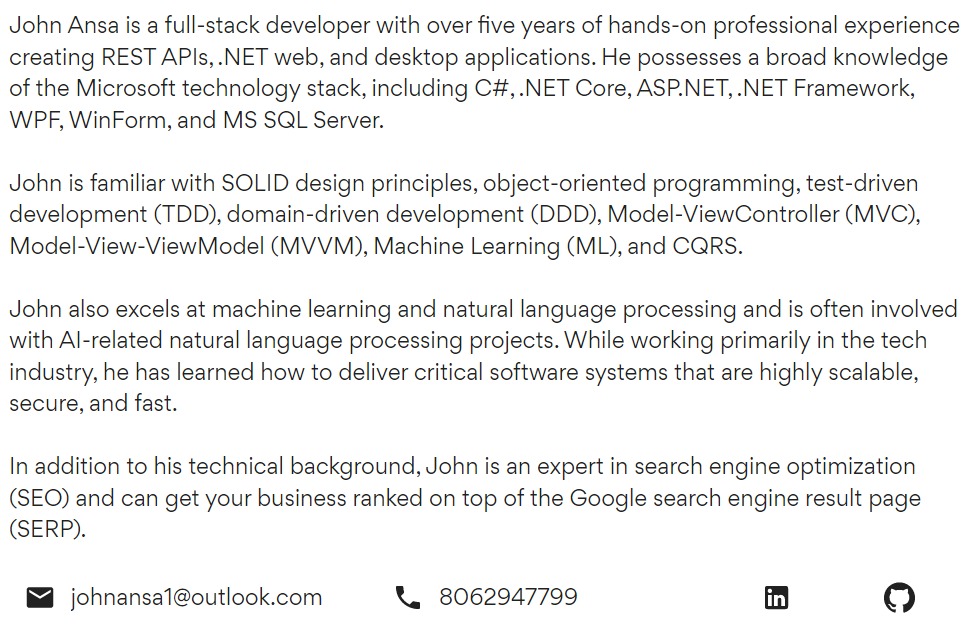 John Ansa is a full-stack developer with over five years of hands-on professional experience
creating REST APIs, .NET web, and desktop applications. He possesses a broad knowledge
of the Microsoft technology stack, including C#, .NET Core, ASP.NET, .NET Framework,
WPF, WinForm, and MS SQL Server.
John is familiar with SOLID design principles, object-oriented programming, test-driven
development (TDD), domain-driven development (DDD), Model-ViewController (MVC),
Model-View-ViewModel (MVVM), Machine Learning (ML), and CQRS.
John also excels at machine learning and natural language processing and is often involved
with AI-related natural language processing projects. While working primarily in the tech
industry, he has learned how to deliver critical software systems that are highly scalable,
secure, and fast.
In addition to his technical background, John is an expert in search engine optimization
(SEO) and can get your business ranked on top of the Google search engine result page
(SERP).
johnansa1@outlook.com 8062947799 in